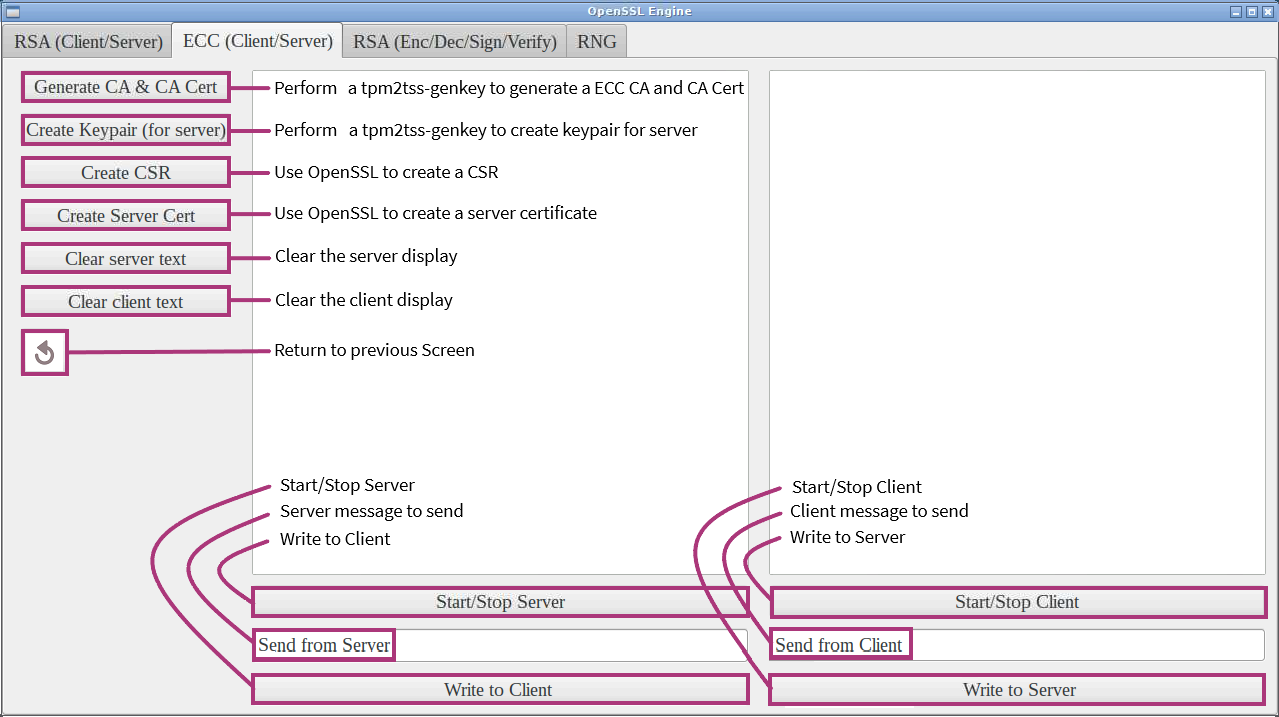 OpenSSL Engine
RSA (Client/Server)
ECC (Client/Server)
RSA (Enc/Dec/Sign/Verify)
RNG
Generate CA & CA Cert
Perform a tpm2tss-genkey to generate a ECC CA and CA Cert
Create Keypair (for server)
Perform a tpm2tss-genkey to create keypair for server
Create CSR
Use OpenSSL to create a CSR
Create Server Cert
Use OpenSSL to create a server certificate
Clear server text
Clear the server display
Clear client text
Clear the client display
Return to previous Screen
Start/Stop Server
Server message to send
Write to Client
Start/Stop Client
Client message to send
Write to Server
Start/Stop Server
Start/Stop Client
Send from Server
Send from Client
Write to Client
Write to Server